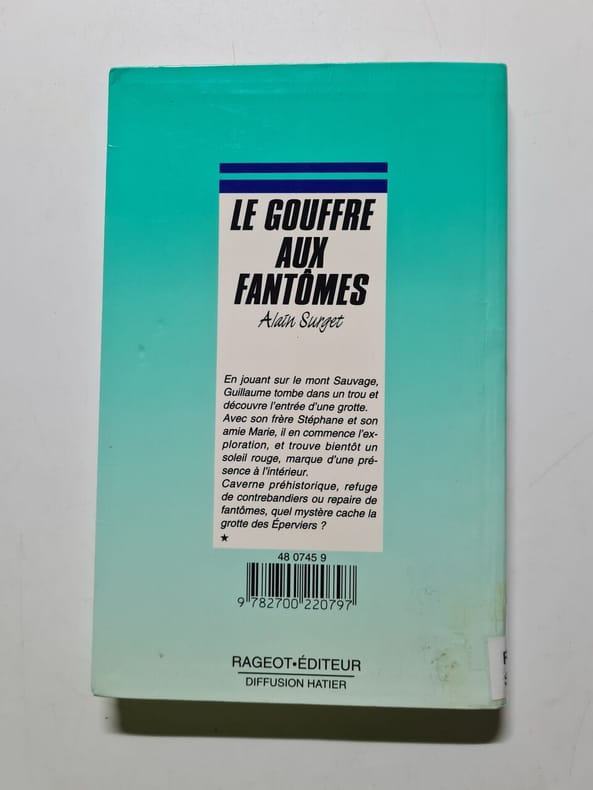 LE GOUFFRE
AUX
FANTÔMES
Alain Surget
En jouant sur le mont Sauvage,
Guillaume tombe dans un trou et
découvre l'entrée d'une grotte.
Avec son frère Stéphane et son
amie Marie, il en commence l'ex-
ploration, et trouve bientôt un
soleil rouge, marque d'une pré-
sence à l'intérieur.
Caverne préhistorique, refuge
de contrebandiers ou repaire de
fantômes, quel mystère cache la
grotte des Éperviers ?
★
48 0745 9
9 782700 220797
RAGEOT•ÉDITEUR
DIFFUSION HATIER